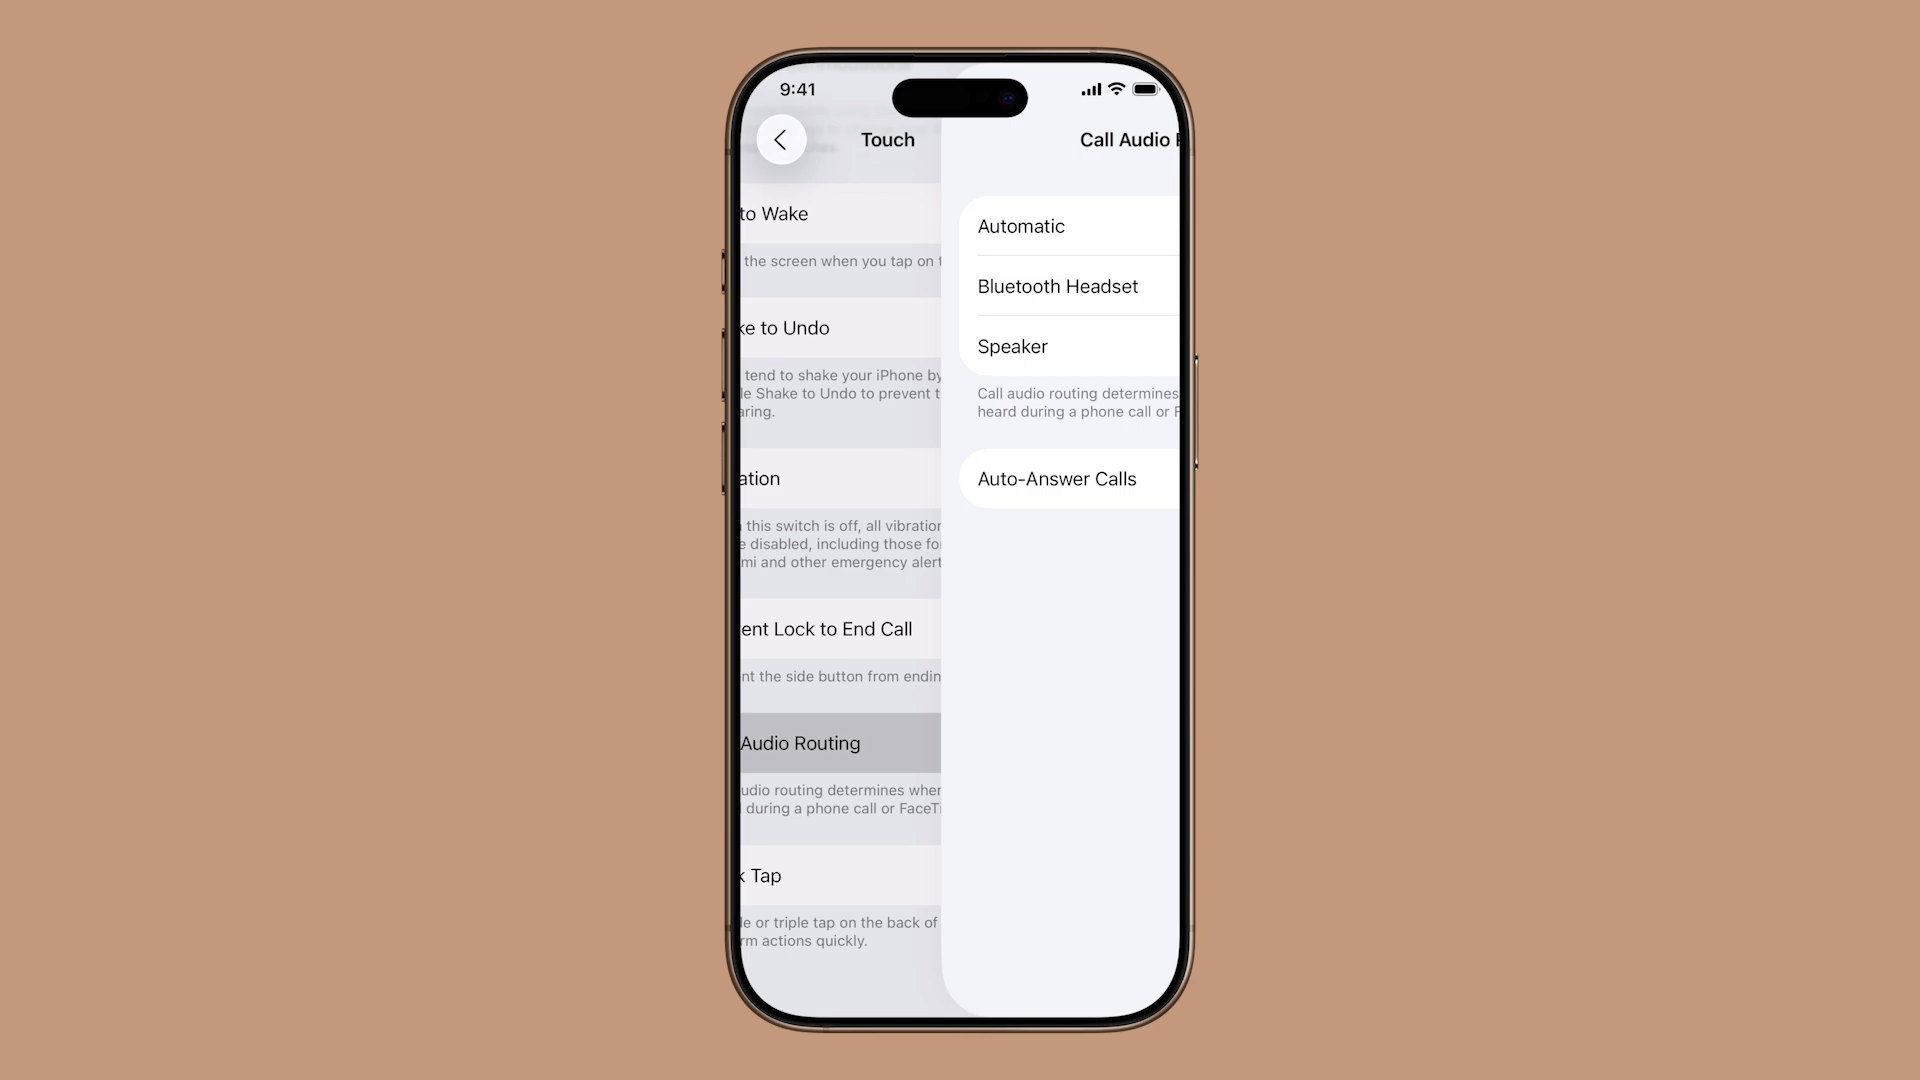 9:41
Touch
to Wake
the screen when you tap on t
ke to Undo
tend to shake your iPhone by
le Shake to Undo to prevent t
aring.
ation
this switch is off, all vibration
e disabled, including those for
mi and other emergency alert
ent Lock to End Call
nt the side button from endin
Audio Routing
udio routing determines wher
during a phone call or FaceTi
k Tap
le or triple tap on the back of
rm actions quickly.
Call Audio
Automatic
Bluetooth Headset
Speaker
Call audio routing determines
heard during a phone call or F
Auto-Answer Calls